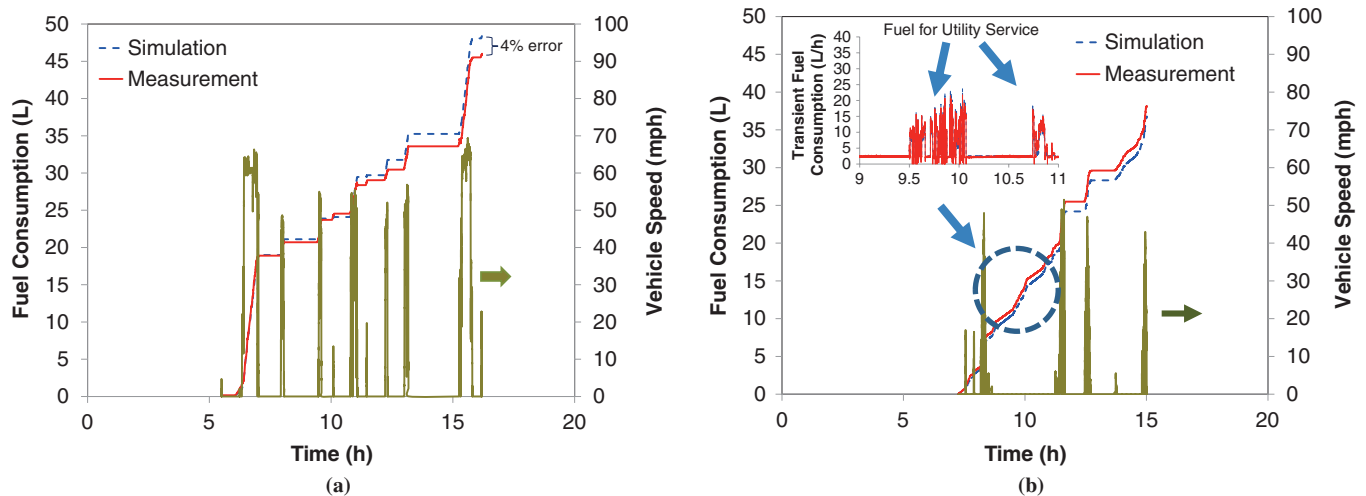 50
45
40
35
30
25
20
15
10
5
0
Fuel Consumption (L)
Simulation
Measurement
4% error
100
90
80
70
60
50
40
30
20
10
0
Vehicle Speed (mph)
0 5 10 15 20
Time (h)
(a)
50
45
40
35
30
25
20
15
10
5
0
Fuel Consumption (L)
Fuel for Utility Service
Transient Fuel
Consumption (L/h)
40
35
30
25
20
15
10
5
0
9 9.5 10 10.5 11
Simulation
Measurement
100
90
80
70
60
50
40
30
20
10
0
Vehicle Speed (mph)
0 5 10 15 20
Time (h)
(b)